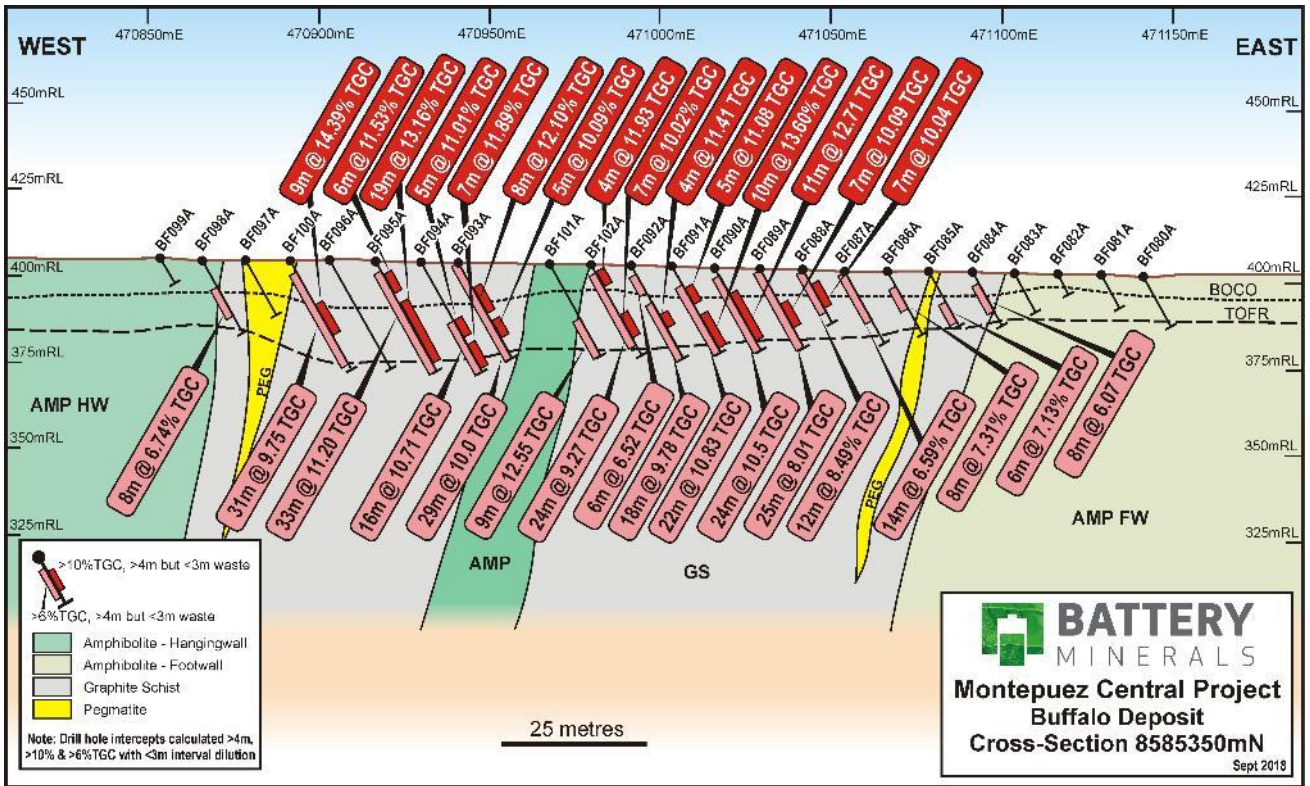 WEST
470850mE
470900mE
470950mE
471000mE
471050mE
471100mE
471150mE
EAST
450mRL
450mRL
425mRL
425mRL
400mRL
400mRL
375mRL
375mRL
350mRL
350mRL
325mRL
325mRL
9m @ 14.39% TGC
6m @ 11.53% TGC
19m @ 13.16% TGC
5m @ 11.01% TGC
7m @ 11.89% TGC
8m @ 12.10% TGC
5m @ 10.09% TGC
4m @ 11.93 TGC
7m @ 10.02% TGC
4m @ 11.41 TGC
5m @ 11.08 TGC
10m @ 13.60% TGC
11m @ 12.71 TGC
7m @ 10.09 TGC
7m @ 10.04 TGC
BF099A
BF098A
BF097A
BF100A
BF096A
BF095A
BF094A
BF093A
BF101A
BF102A
BF092A
BF091A
BF090A
BF089A
BF088A
BF087A
BF086A
BF085A
BF084A
BF083A
BF082A
BF081A
BF080A
BOCO
TOFR
AMP HW
PEG
AMP
GS
PEG
AMP FW
8m @ 6.74% TGC
31m @ 9.75 TGC
33m @ 11.20 TGC
16m @ 10.71 TGC
29m @ 10.0 TGC
9m @ 12.55 TGC
24m @ 9.27 TGC
6m @ 6.52 TGC
18m @ 9.78 TGC
22m @ 10.83 TGC
24m @ 10.5 TGC
25m @ 8.01 TGC
12m @ 8.49% TGC
14m @ 6.59% TGC
8m @ 7.31% TGC
6m @ 7.13% TGC
8m @ 6.07 TGC
>10%TGC, >4m but <3m waste
>6%TGC, >4m but <3m waste
Amphibolite - Hangingwall
Amphibolite - Footwall
Graphite Schist
Pegmatite
Note: Drill hole intercepts calculated >4m,
>10% & >6%TGC with <3m interval dilution
25 metres
BATTERY
MINERALS
Montepuez Central Project
Buffalo Deposit
Cross-Section 8585350mN
Sept 2018